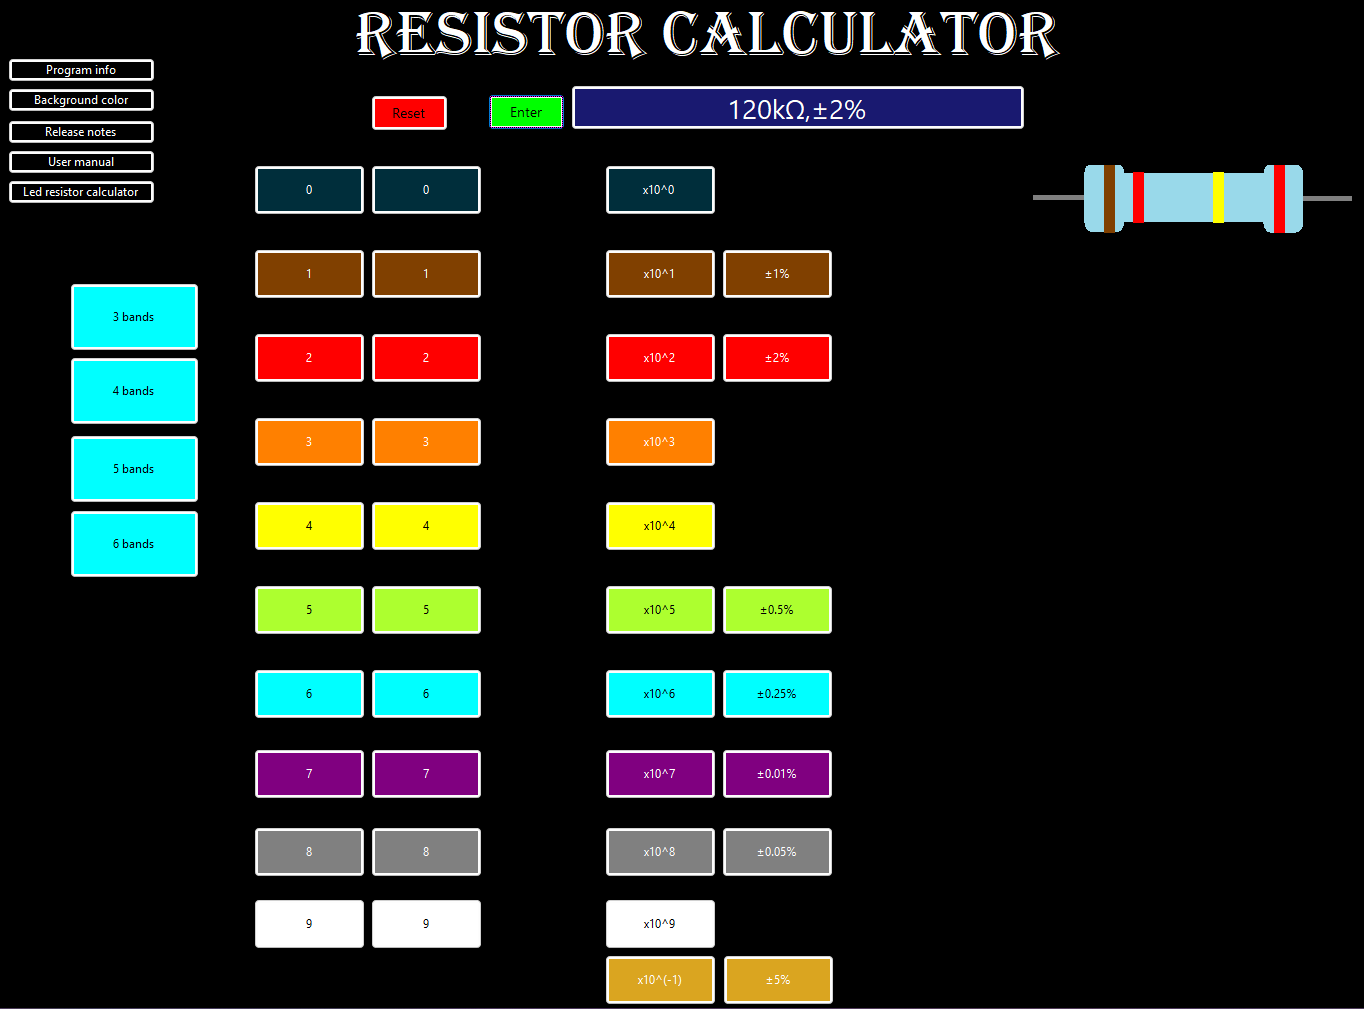 RESISTOR CALCULATOR
Program info
Background color
Release notes
User manual
Led resistor calculator
Reset
Enter
120kΩ,±2%
3 bands
4 bands
5 bands
6 bands
0 0 x10^0
1 1 x10^1 ±1%
2 2 x10^2 ±2%
3 3 x10^3
4 4 x10^4
5 5 x10^5 ±0.5%
6 6 x10^6 ±0.25%
7 7 x10^7 ±0.01%
8 8 x10^8 ±0.05%
9 9 x10^9
x10^(-1) ±5%